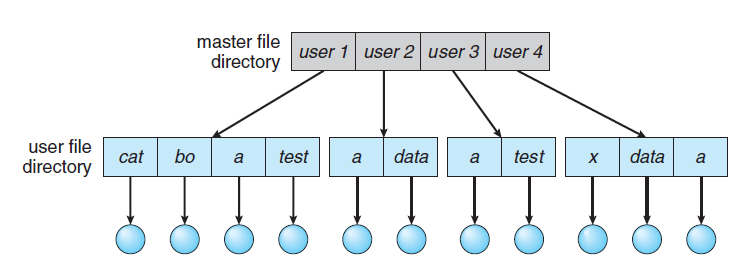 master file
directory
user 1 user 2 user 3 user 4
user file
directory
cat bo a test a data a test x data a